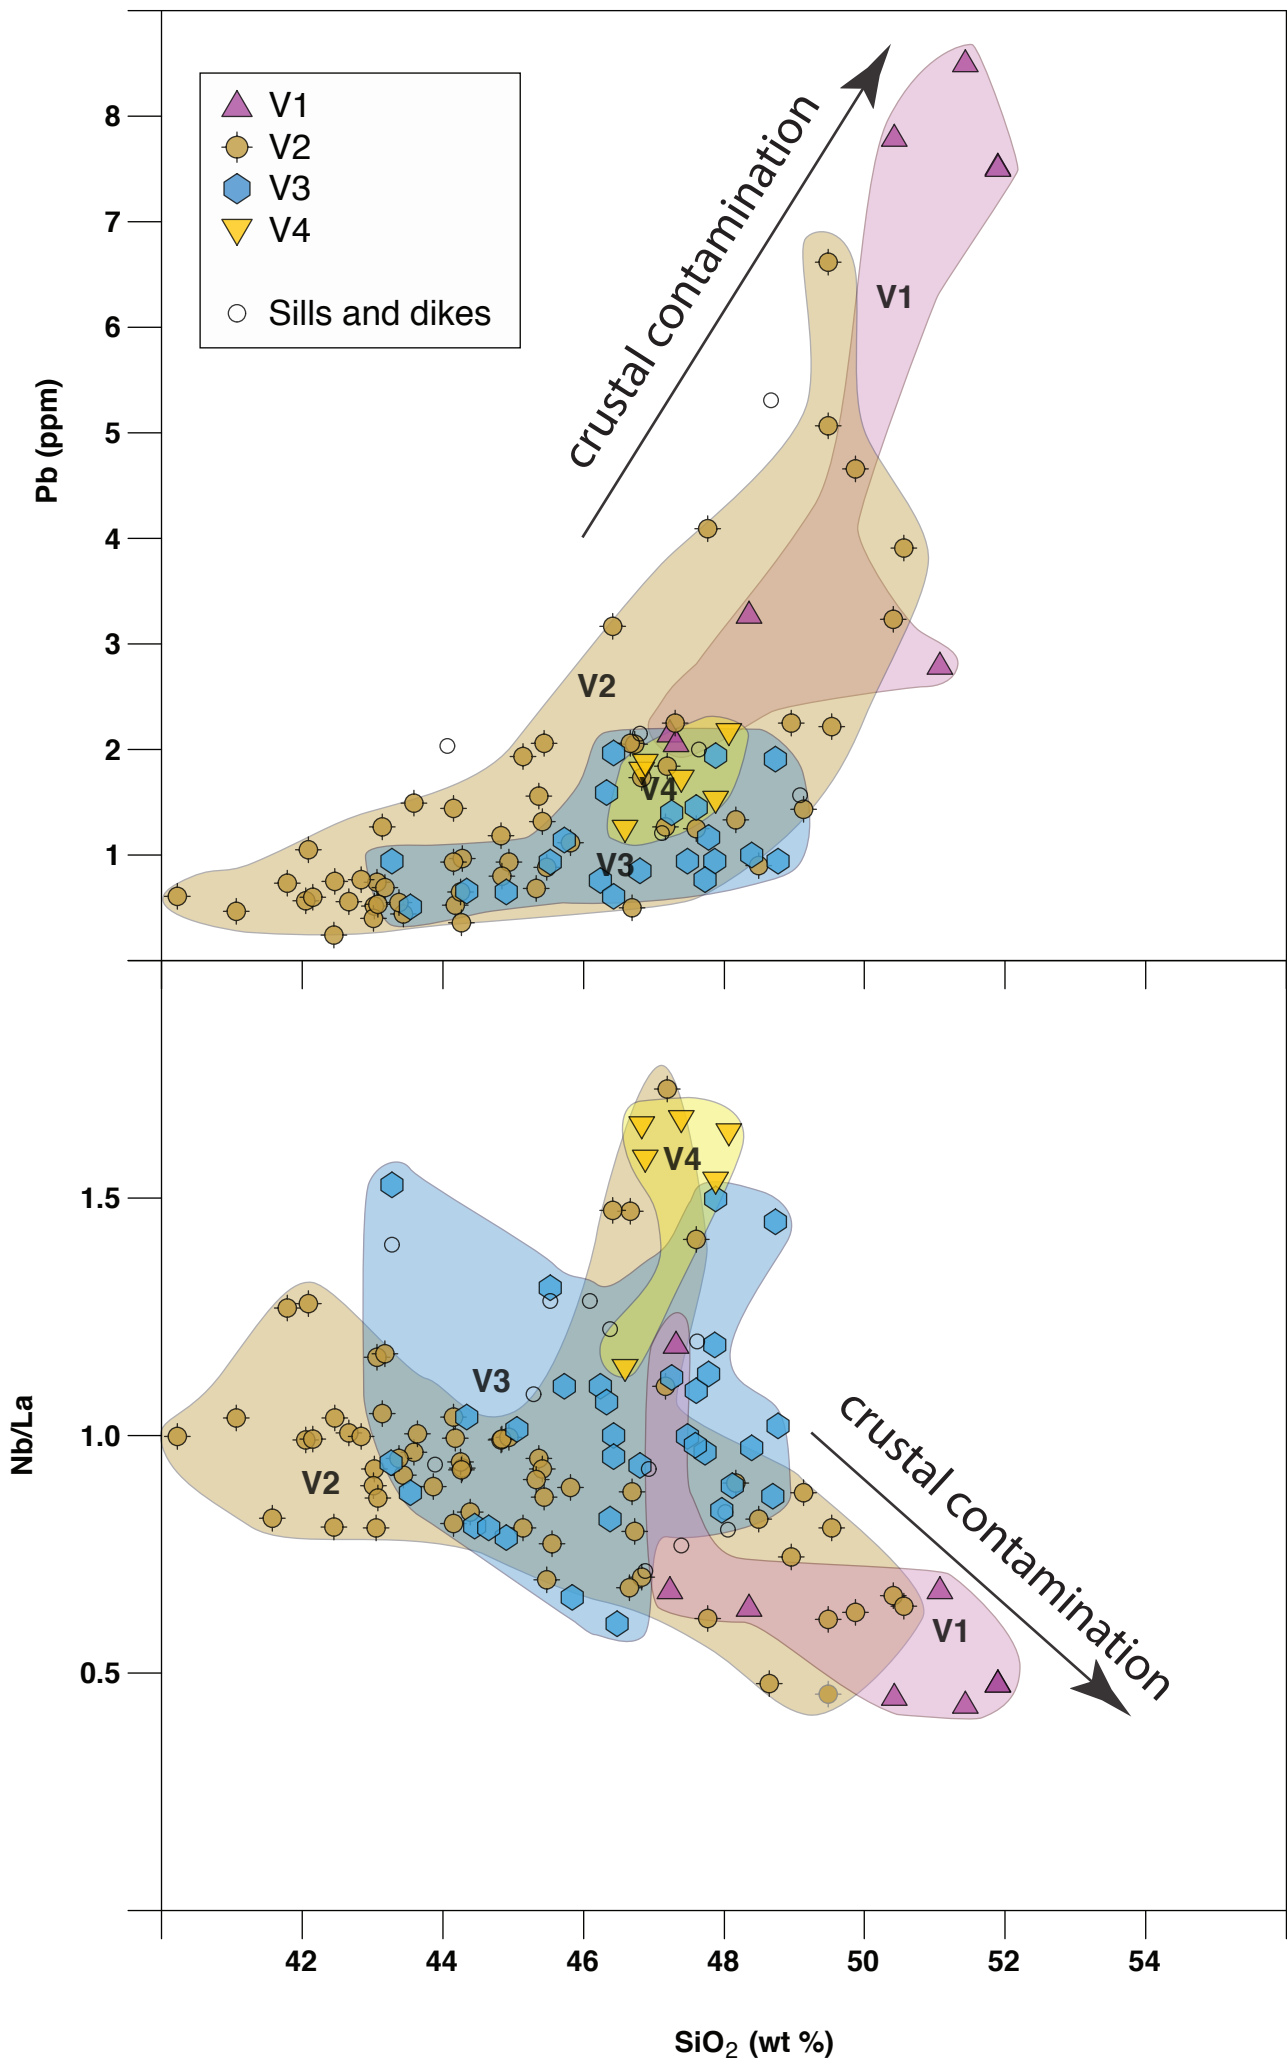 V1
V2
V3
V4
Sills and dikes
crustal contamination
8
7
6
5
4
3
2
1
Pb (ppm)
V1
V2
V4
V3
1.5
1.0
0.5
Nb/La
V4
V3
V2
V1
crustal contamination
42
44
46
48
50
52
54
SiO₂ (wt %)